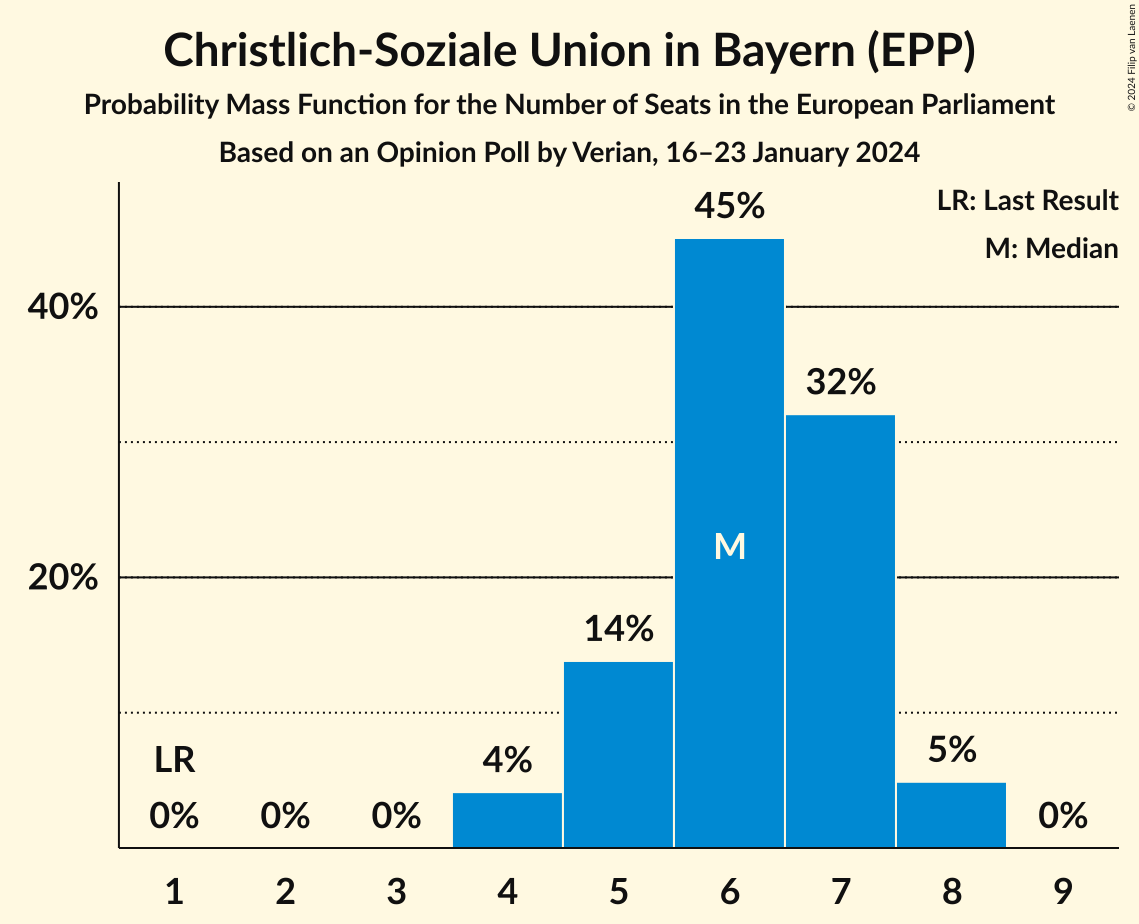 Christlich-Soziale Union in Bayern (EPP)
Probability Mass Function for the Number of Seats in the European Parliament
Based on an Opinion Poll by Verian, 16–23 January 2024
© 2024 Filip van Laenen
LR: Last Result
M: Median
45%
40%
32%
M
20%
14%
LR
4%
5%
0% 0% 0% 0%
1 2 3 4 5 6 7 8 9